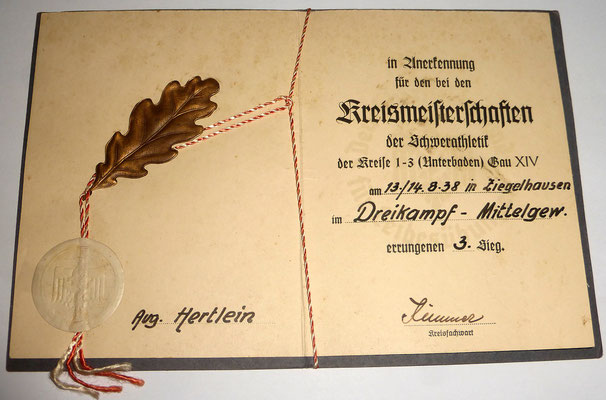 Aug. Hertlein
in Anerkennung
für den bei den
Kreismeisterschaften
der Schwerathletik
der Kreise 1-3 (Unterbaden) Gau XIV
am 13./14. 8.38 in Ziegelhausen
im Dreikampf - Mittelgew.
errungenen 3. Sieg.
Kreisfachwart